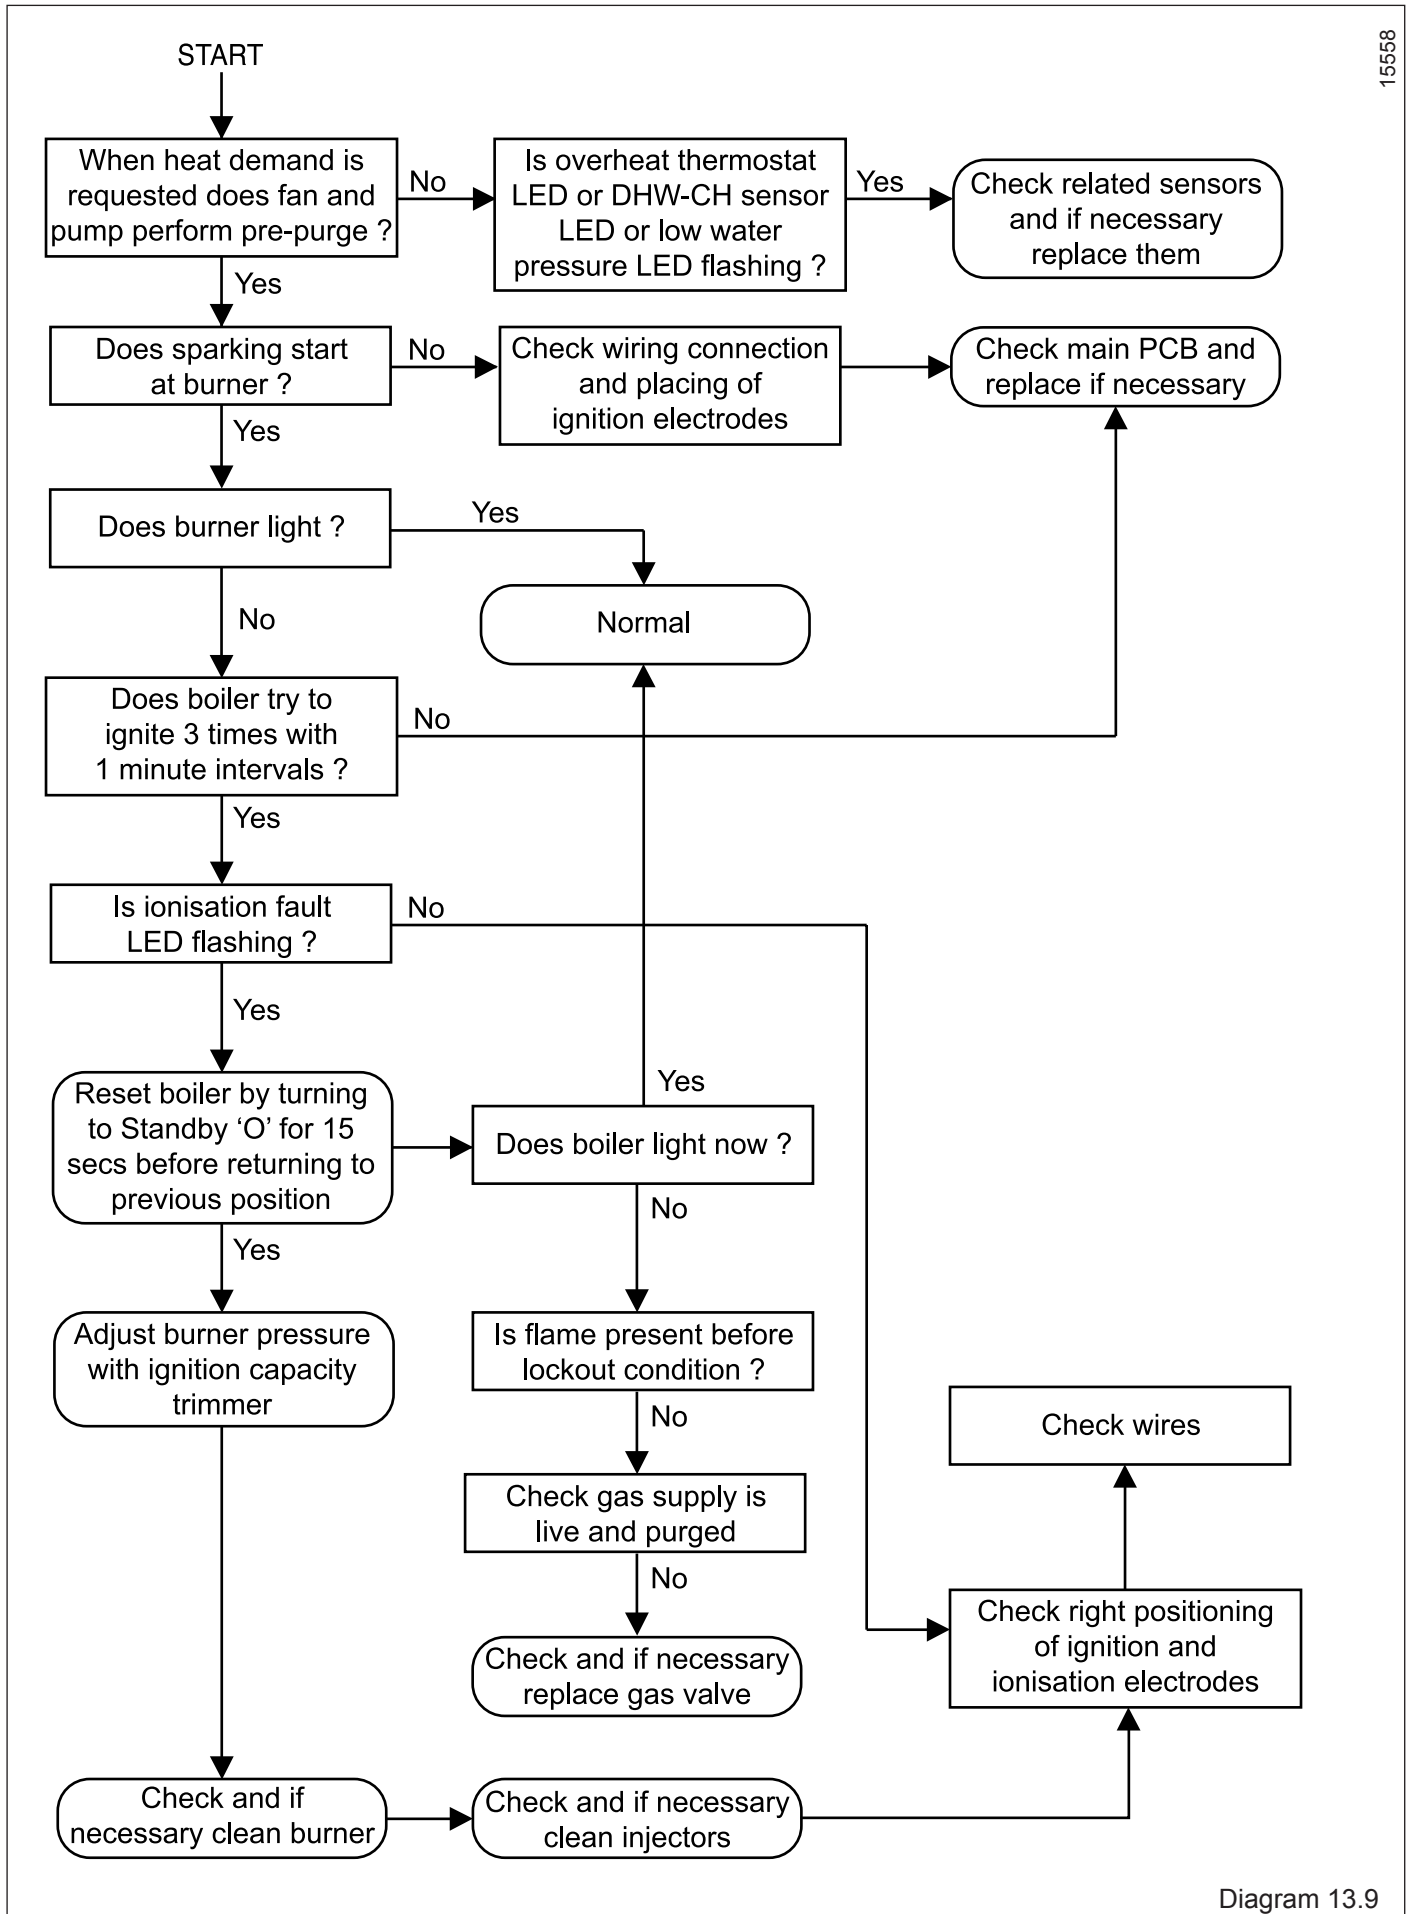 15558
START
When heat demand is
requested does fan and
pump perform pre-purge ?
No
Is overheat thermostat
LED or DHW-CH sensor
LED or low water
pressure LED flashing ?
Yes
Check related sensors
and if necessary
replace them
Yes
Does sparking start
at burner ?
No
Check wiring connection
and placing of
ignition electrodes
Check main PCB and
replace if necessary
Yes
Does burner light ?
Yes
Normal
No
Does boiler try to
ignite 3 times with
1 minute intervals ?
No
Yes
Is ionisation fault
LED flashing ?
No
Yes
Reset boiler by turning
to Standby ‘O’ for 15
secs before returning to
previous position
Yes
Does boiler light now ?
No
Yes
Adjust burner pressure
with ignition capacity
trimmer
Is flame present before
lockout condition ?
No
Check gas supply is
live and purged
No
Check and if necessary
replace gas valve
Check wires
Check right positioning
of ignition and
ionisation electrodes
Check and if
necessary clean burner
Check and if necessary
clean injectors
Diagram 13.9